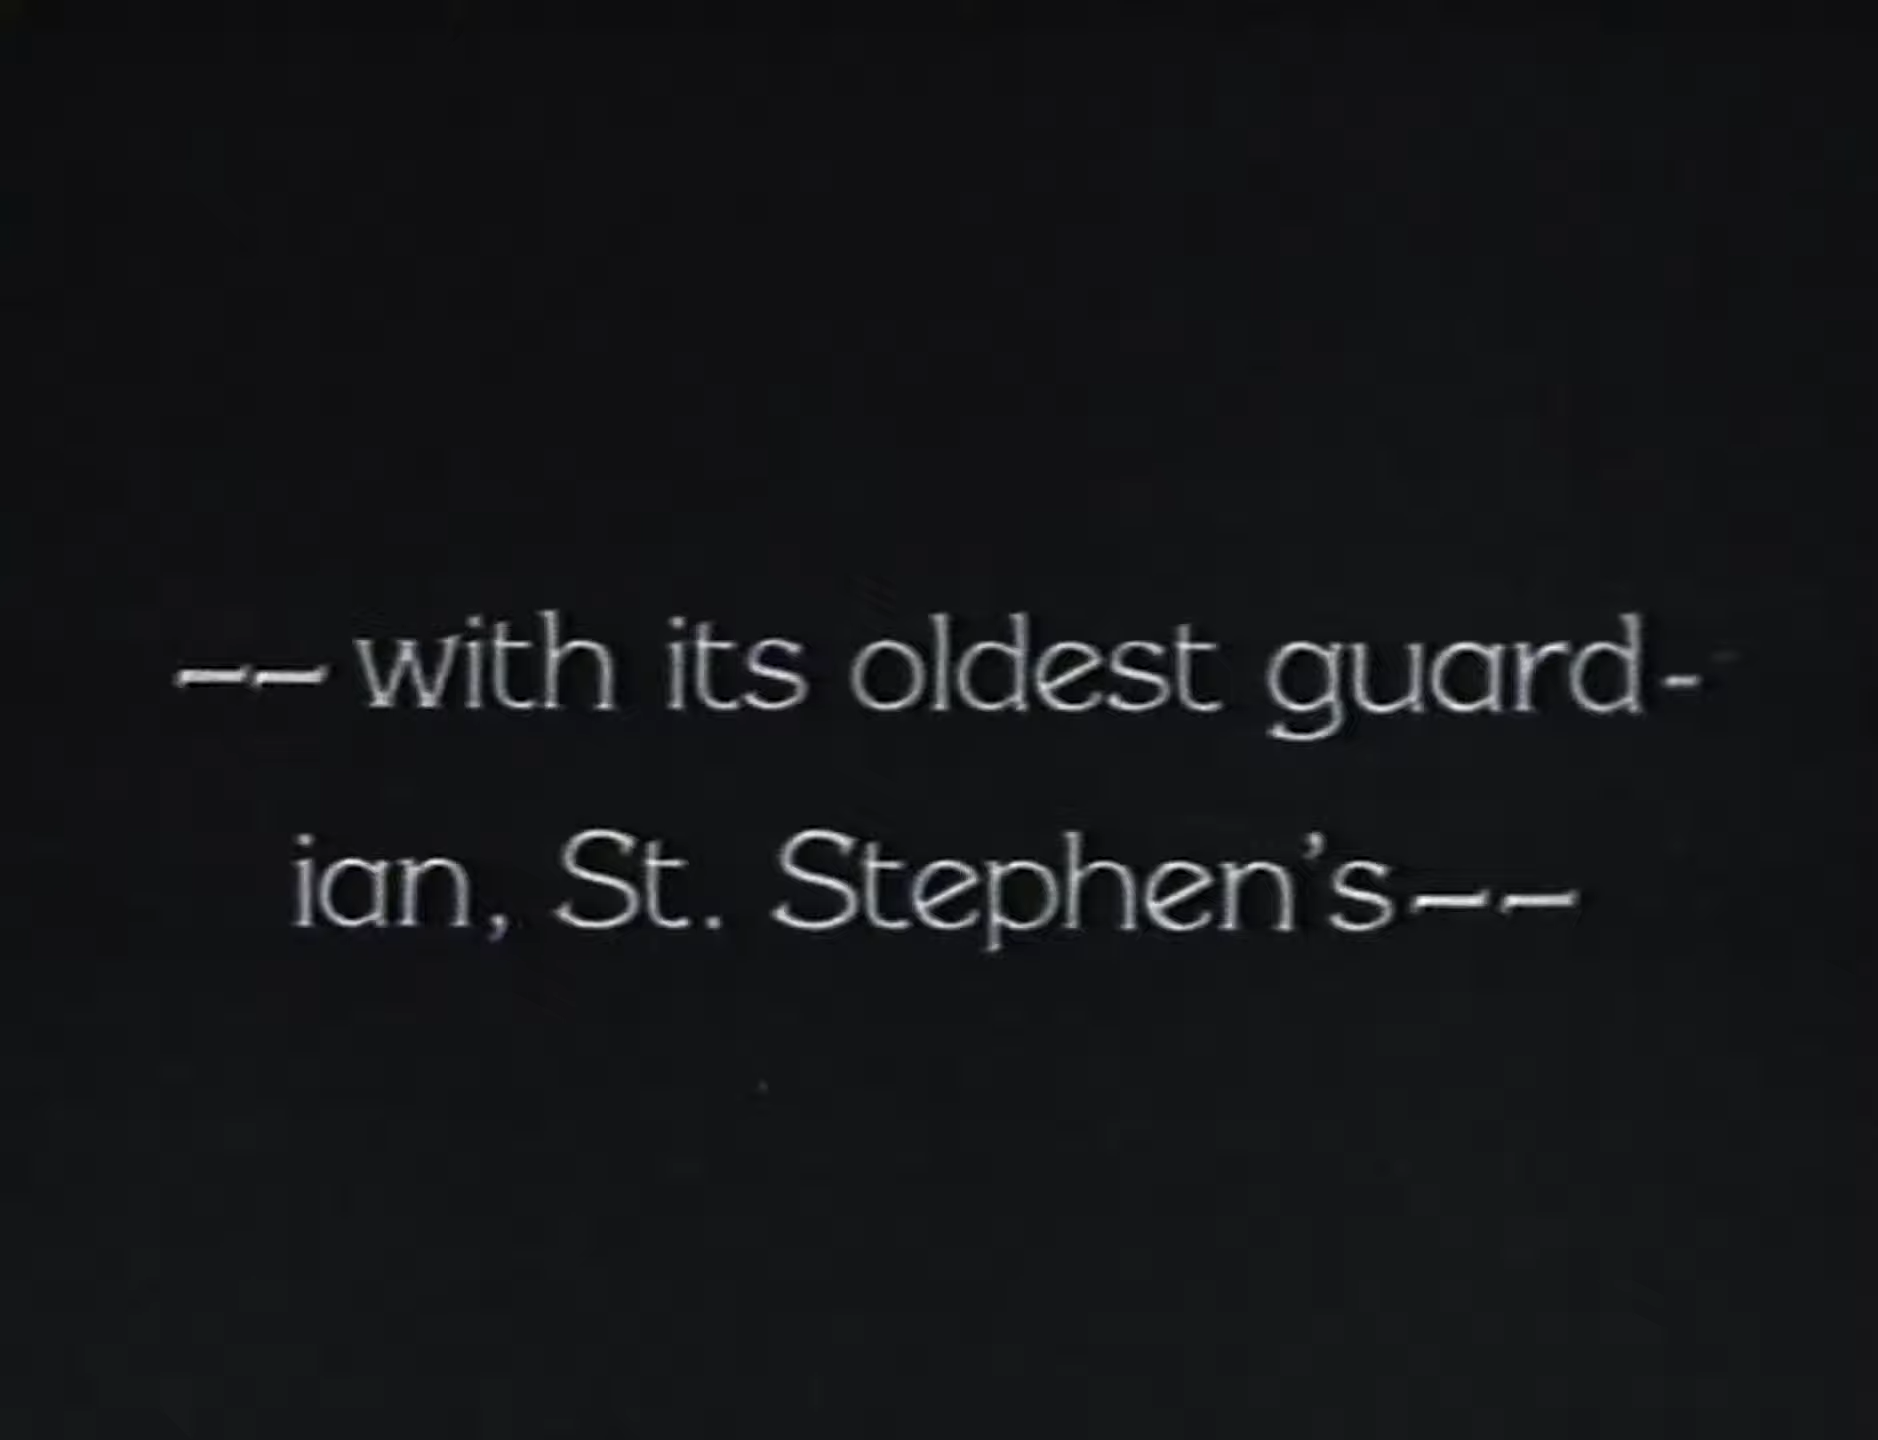 --with its oldest guard-
ian, St. Stephen's--